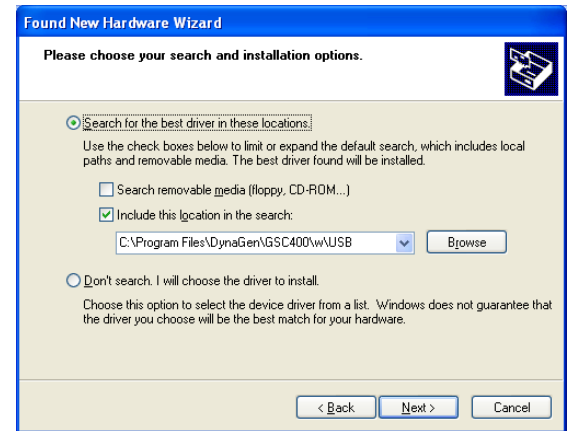 Found New Hardware Wizard
Please choose your search and installation options.
Search for the best driver in these locations.
Use the check boxes below to limit or expand the default search, which includes local
paths and removable media. The best driver found will be installed.
Search removable media (floppy, CD-ROM...)
Include this location in the search:
C:\Program Files\DynaGen\GSC400\w\USB
Browse
Don't search. I will choose the driver to install.
Choose this option to select the device driver from a list. Windows does not guarantee that
the driver you choose will be the best match for your hardware.
< Back Next > Cancel